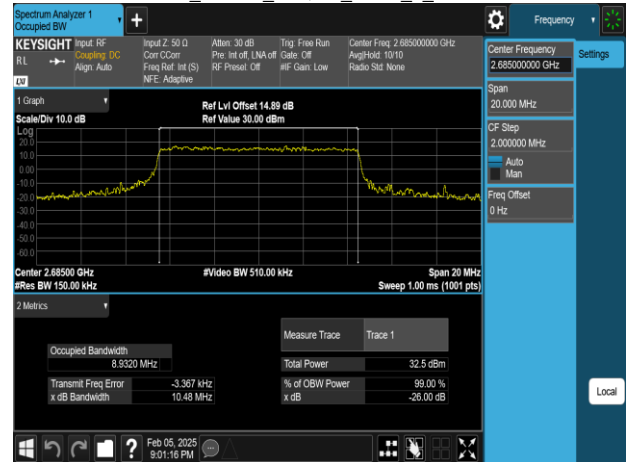 Spectrum Analyzer 1
Occupied BW
Frequency
KEYSIGHT
RL
LXI
Input: RF
Coupling: DC
Align: Auto
Input Z: 50 Ω
Corr CCorr
Freq Ref: Int (S)
NFE: Adaptive
Atten: 30 dB
Pre: Int off, LNA off
RF Presel: Off
Trig: Free Run
Gate: Off
#IF Gain: Low
Center Freq: 2.685000000 GHz
Avg|Hold: 10/10
Radio Std: None
Center Frequency
2.685000000 GHz
Settings
Span
20.000 MHz
CF Step
2.000000 MHz
Auto
Man
Freq Offset
0 Hz
Local
1 Graph
Scale/Div 10.0 dB
Ref Lvl Offset 14.89 dB
Ref Value 30.00 dBm
Log
20.0
10.0
0.00
-10.0
-20.0
-30.0
-40.0
-50.0
-60.0
Center 2.68500 GHz
#Res BW 150.00 kHz
#Video BW 510.00 kHz
Span 20 MHz
Sweep 1.00 ms (1001 pts)
2 Metrics
Measure Trace Trace 1
Occupied Bandwidth
8.9320 MHz
Total Power 32.5 dBm
Transmit Freq Error -3.367 kHz
% of OBW Power 99.00 %
x dB Bandwidth 10.48 MHz
x dB -26.00 dB
?
Feb 05, 2025
9:01:16 PM